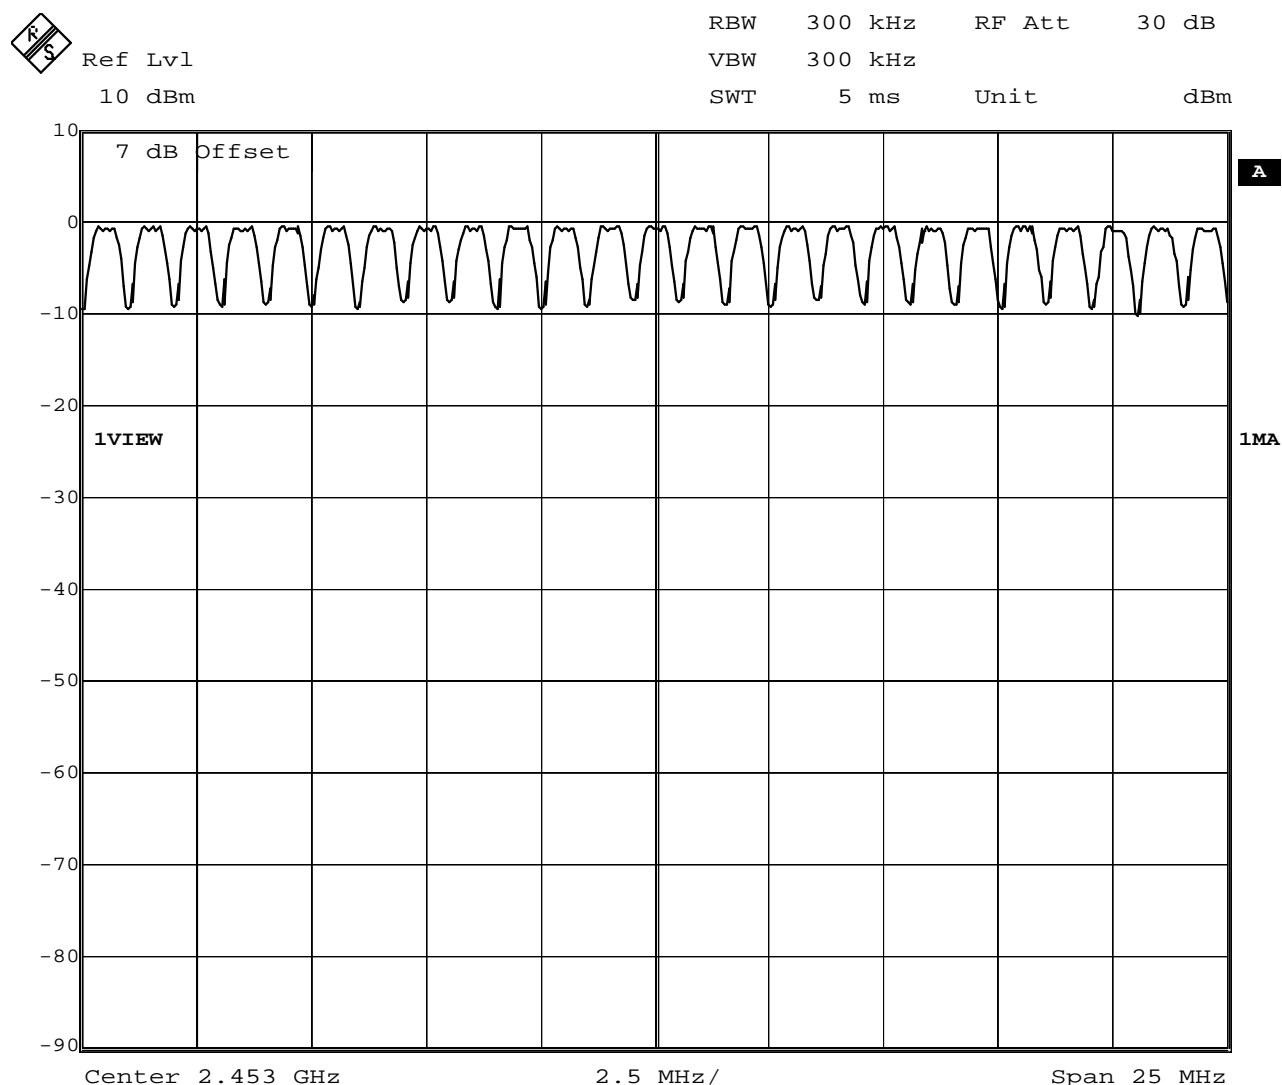 R S
RBW 300 kHz RF Att 30 dB
Ref Lvl VBW 300 kHz
10 dBm SWT 5 ms Unit dBm
10
7 dB Offset
A
0
-10
-20
1VIEW 1MA
-30
-40
-50
-60
-70
-80
-90
Center 2.453 GHz 2.5 MHz/ Span 25 MHz